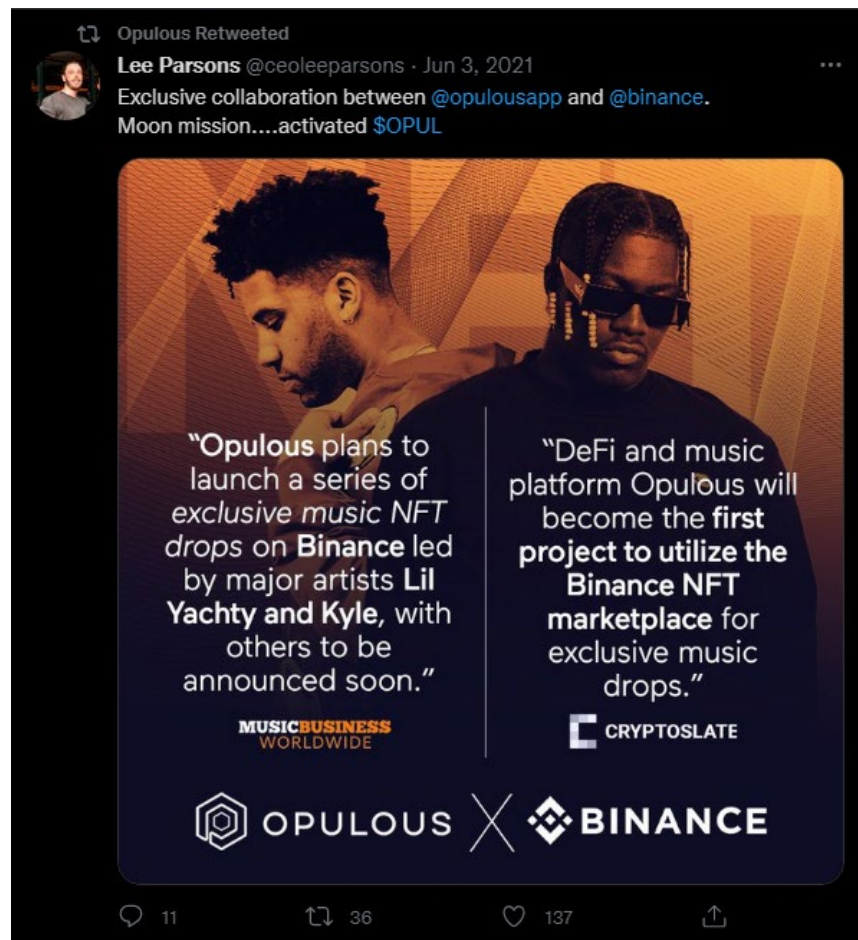 Opulous Retweeted
Lee Parsons @ceoleeparsons · Jun 3, 2021
Exclusive collaboration between @opulousapp and @binance.
Moon mission....activated $OPUL
NFT
"Opulous plans to
launch a series of
exclusive music NFT
drops on Binance led
by major artists Lil
Yachty and Kyle, with
others to be
announced soon."
MUSICBUSINESS
WORLDWIDE
"DeFi and music
platform Opulous will
become the first
project to utilize the
Binance NFT
marketplace for
exclusive music
drops."
CRYPTOSLATE
OPULOUS X BINANCE
11 36 137